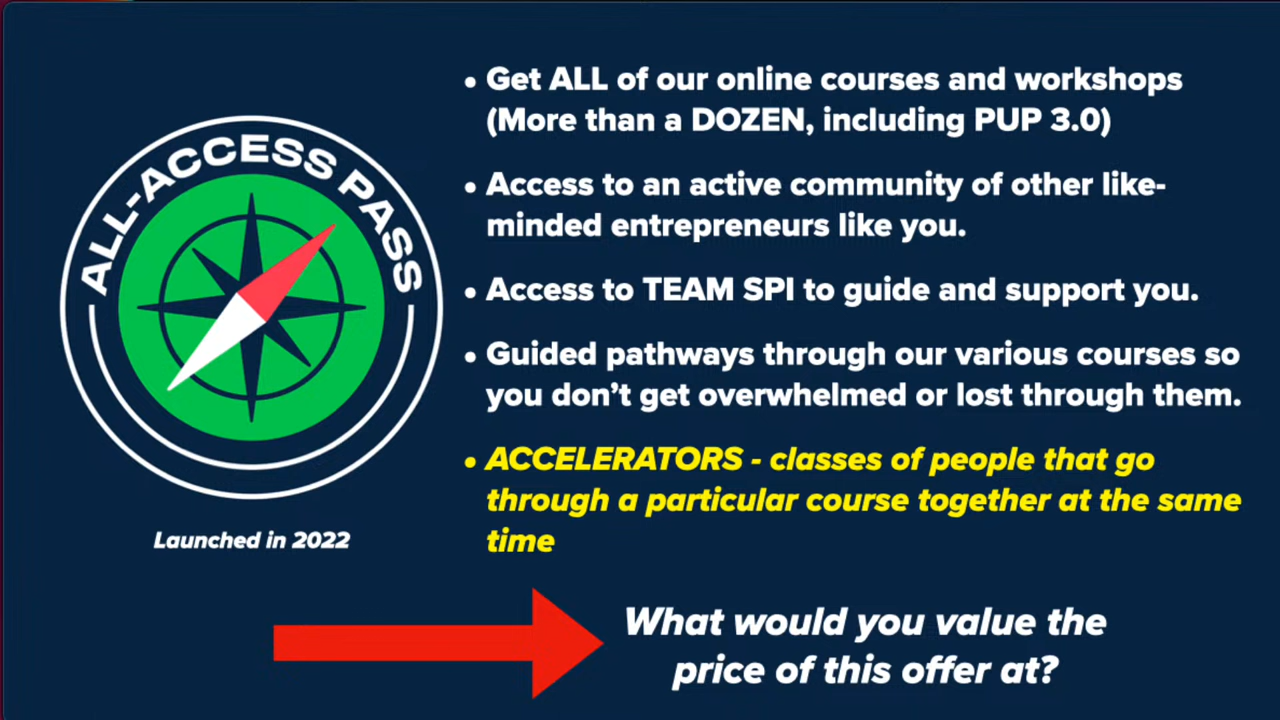 ALL-ACCESS PASS
Launched in 2022
• Get ALL of our online courses and workshops
(More than a DOZEN, including PUP 3.0)
• Access to an active community of other like-
minded entrepreneurs like you.
• Access to TEAM SPI to guide and support you.
• Guided pathways through our various courses so
you don’t get overwhelmed or lost through them.
• ACCELERATORS - classes of people that go
through a particular course together at the same
time
What would you value the
price of this offer at?